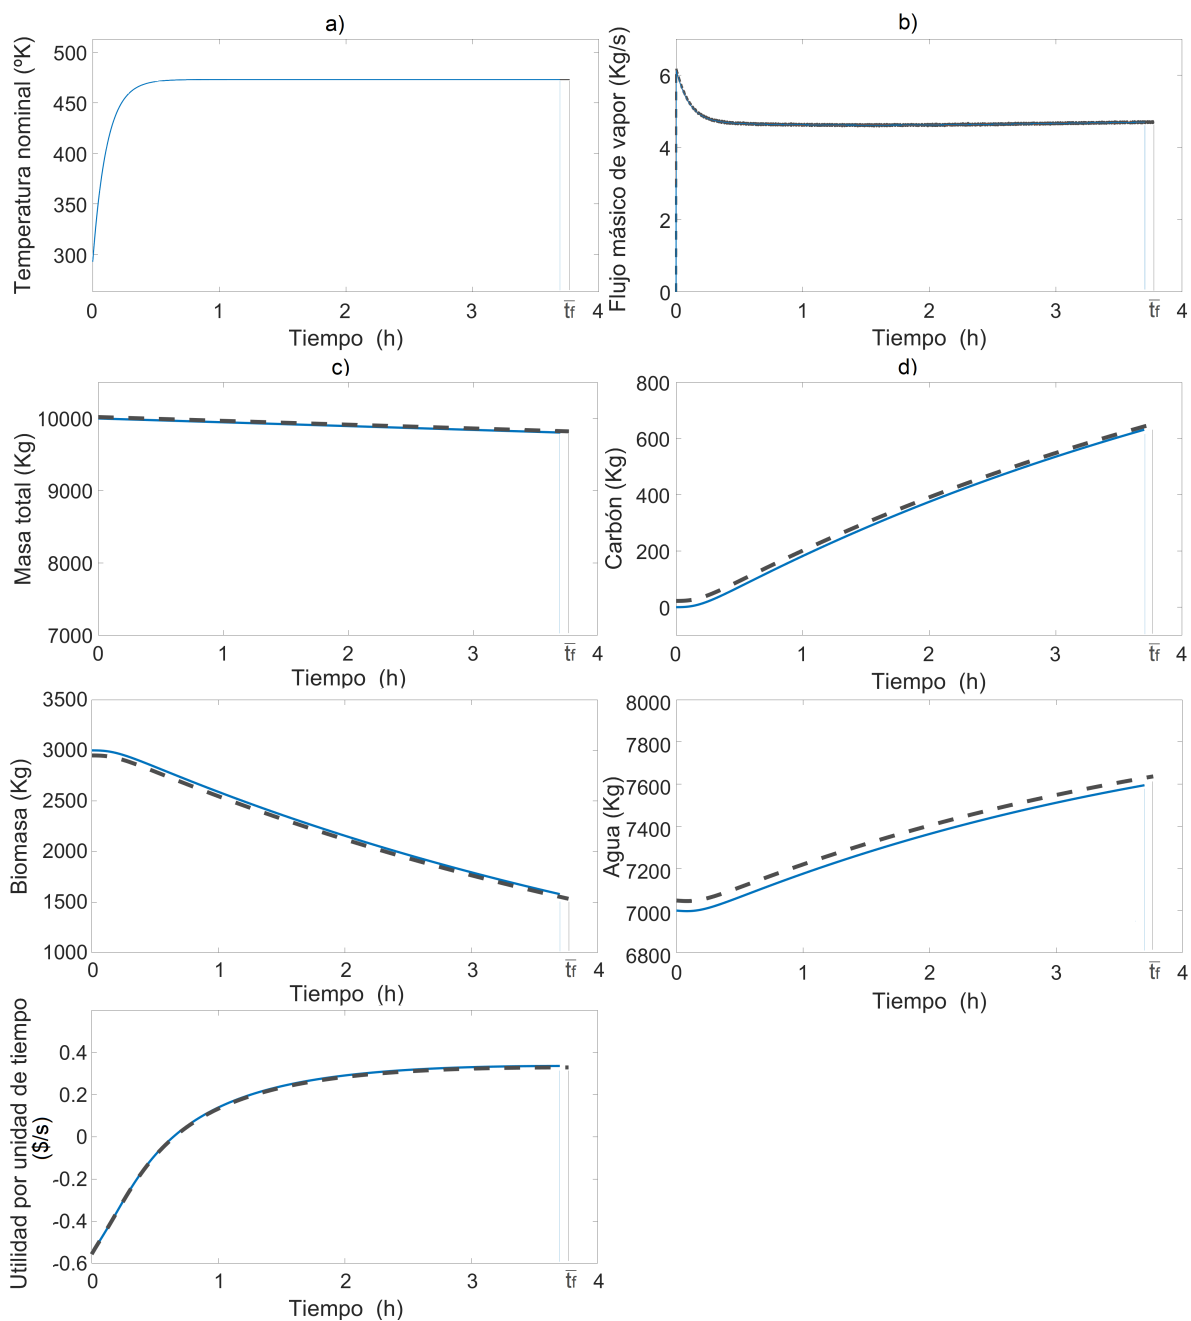 a)
Temperatura nominal (ºK)
500
450
400
350
300
0
1
2
3
t̅f
4
Tiempo (h)
b)
Flujo másico de vapor (Kg/s)
6
4
2
0
0
1
2
3
t̅f
4
Tiempo (h)
c)
Masa total (Kg)
10000
9000
8000
7000
0
1
2
3
t̅f
4
Tiempo (h)
d)
Carbón (Kg)
800
600
400
200
0
0
1
2
3
t̅f
4
Tiempo (h)
Biomasa (Kg)
3500
3000
2500
2000
1500
1000
0
1
2
3
t̅f
4
Tiempo (h)
Agua (Kg)
8000
7800
7600
7400
7200
7000
6800
0
1
2
3
t̅f
4
Tiempo (h)
Utilidad por unidad de tiempo
($/s)
0.4
0.2
0
-0.2
-0.4
-0.6
0
1
2
3
t̅f
4
Tiempo (h)